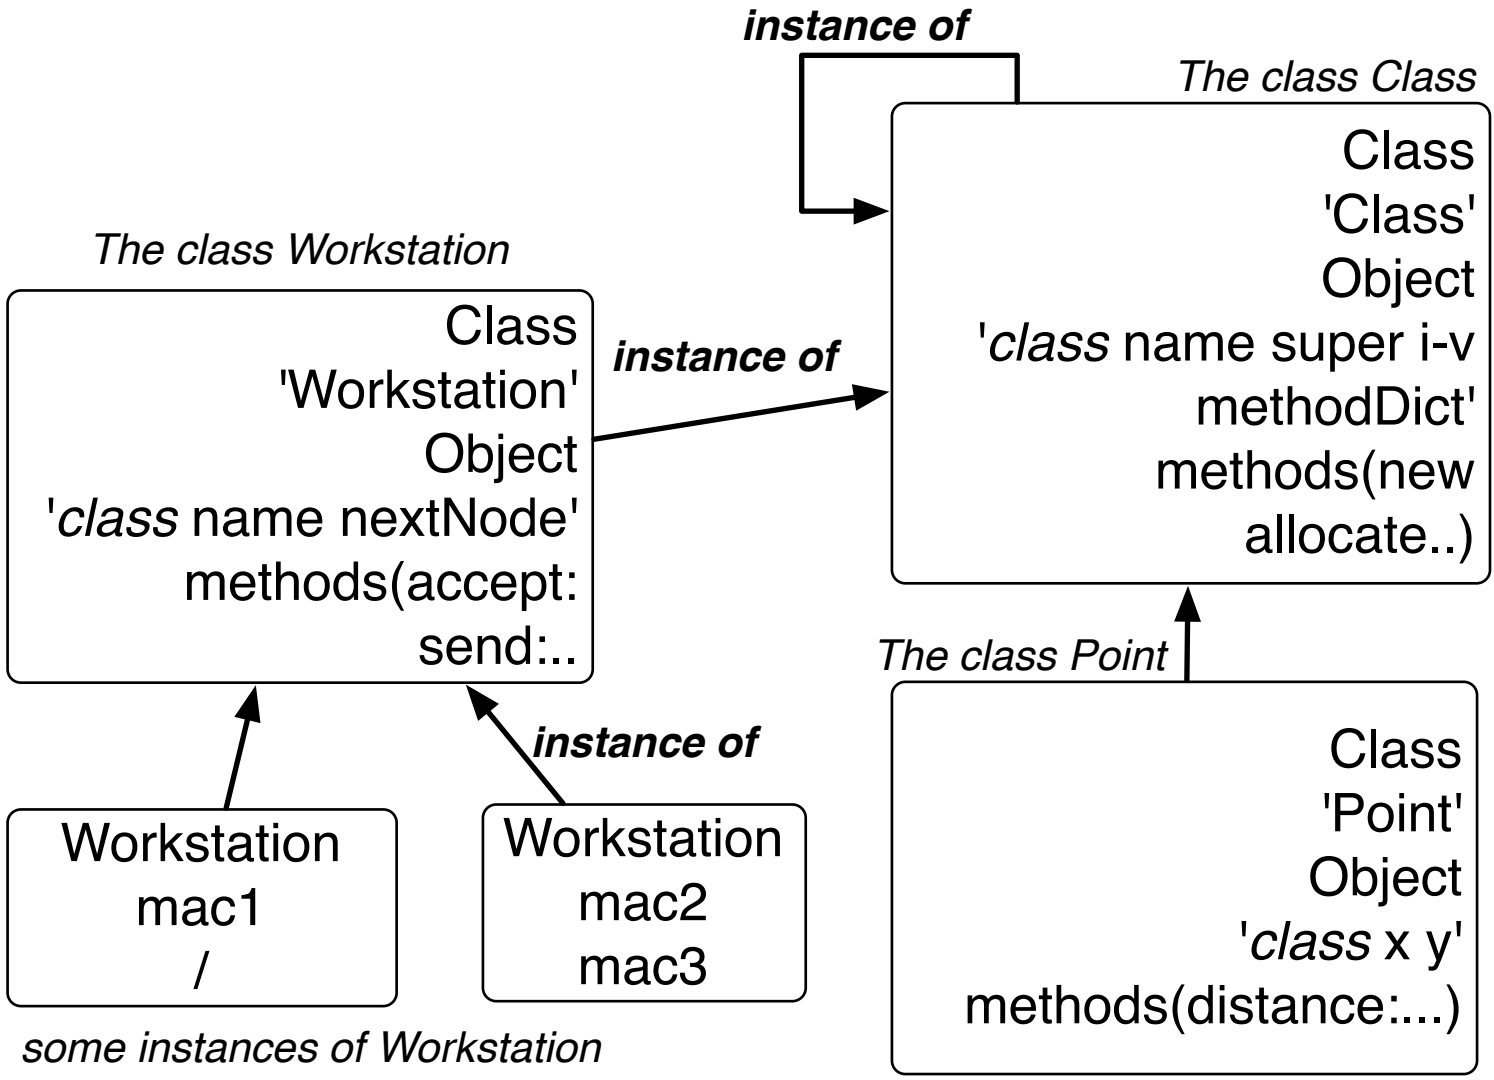 instance of
The class Class
Class
'Class'
Object
'class name super i-v
methodDict'
methods(new
allocate..)
The class Workstation
Class
'Workstation'
Object
'class name nextNode'
methods(accept:
send:..
instance of
The class Point
Class
'Point'
Object
'class x y'
methods(distance:...)
instance of
Workstation
mac1
/
Workstation
mac2
mac3
some instances of Workstation